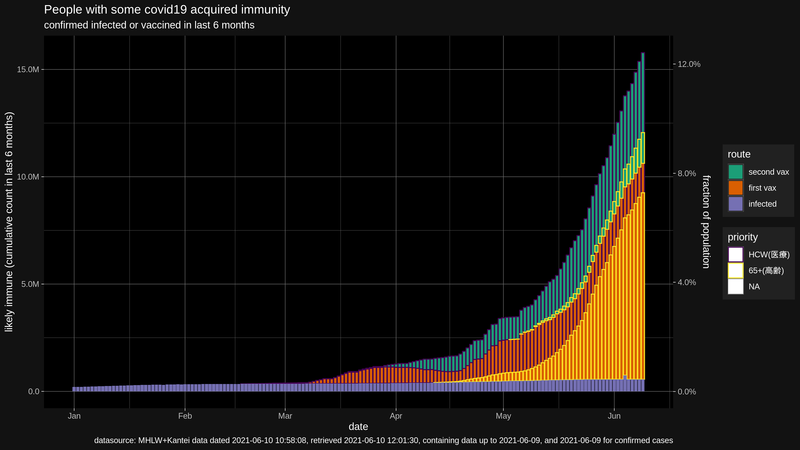 People with some covid19 acquired immunity
confirmed infected or vaccined in last 6 months
likely immune (cumulative count in last 6 months)
15.0M
10.0M
5.0M
0.0
12.0%
8.0%
4.0%
0.0%
fraction of population
Jan
Feb
Mar
Apr
May
Jun
date
route
second vax
first vax
infected
priority
HCW(医療)
65+(高齢)
NA
datasource: MHLW+Kantei data dated 2021-06-10 10:58:08, retrieved 2021-06-10 12:01:30, containing data up to 2021-06-09, and 2021-06-09 for confirmed cases